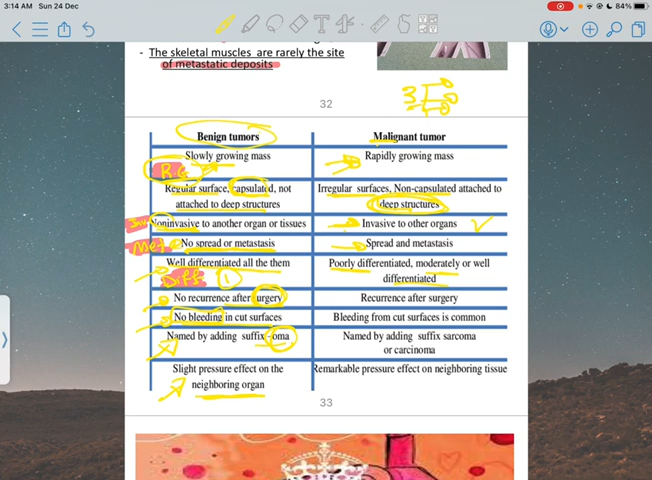 3:14 AM Sun 24 Dec
84%
- The skeletal muscles are rarely the site
of metastatic deposits
32
3
Benign tumors
Malignant tumor
Slowly growing mass
Rapidly growing mass
R.G
Regular surface, capsulated, not
attached to deep structures
Irregular surfaces, Non-capsulated attached to
deep structures
Noninvasive to another organ or tissues
Invasive to other organs
Met
No spread or metastasis
Spread and metastasis
Well differentiated all the them
Poorly differentiated, moderately or well
differentiated
Diff 1
No recurrence after surgery
Recurrence after surgery
No bleeding in cut surfaces
Bleeding from cut surfaces is common
Named by adding suffix -oma
Named by adding suffix sarcoma
or carcinoma
Slight pressure effect on the
neighboring organ
Remarkable pressure effect on neighboring tissue
33